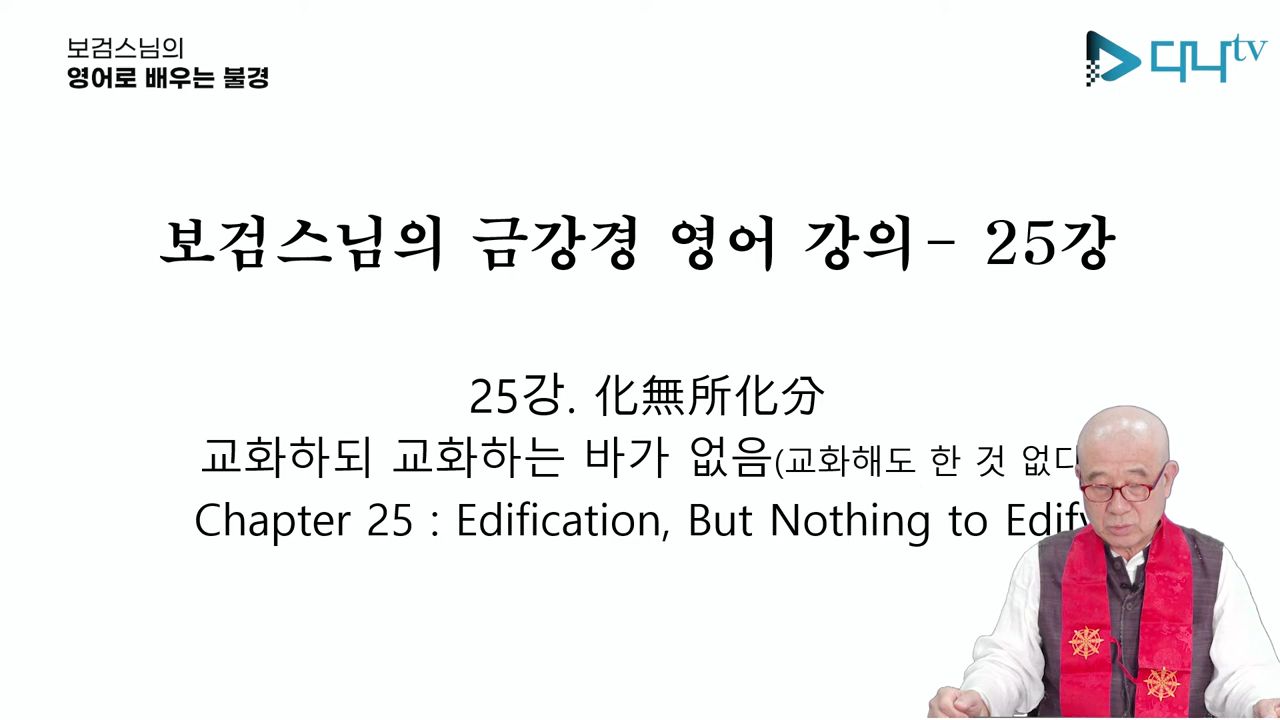 보검스님의
영어로 배우는 불경
디나tv
보검스님의 금강경 영어 강의- 25강
25강. 化無所化分
교화하되 교화하는 바가 없음(교화해도 한 것 없다
Chapter 25 : Edification, But Nothing to Edify